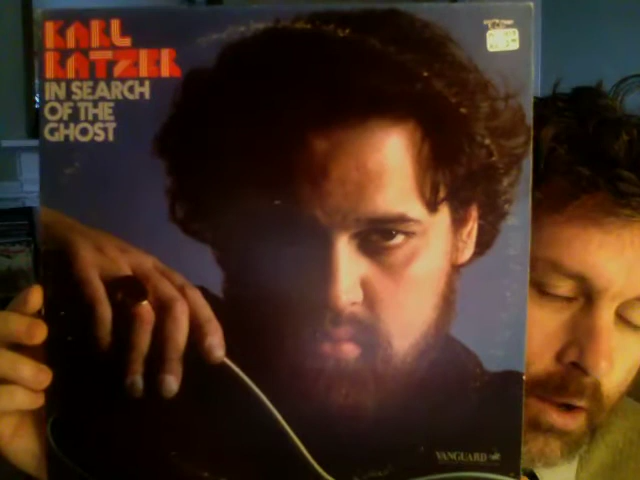 KARL
RATZER
IN SEARCH
OF THE
GHOST
VANGUARD